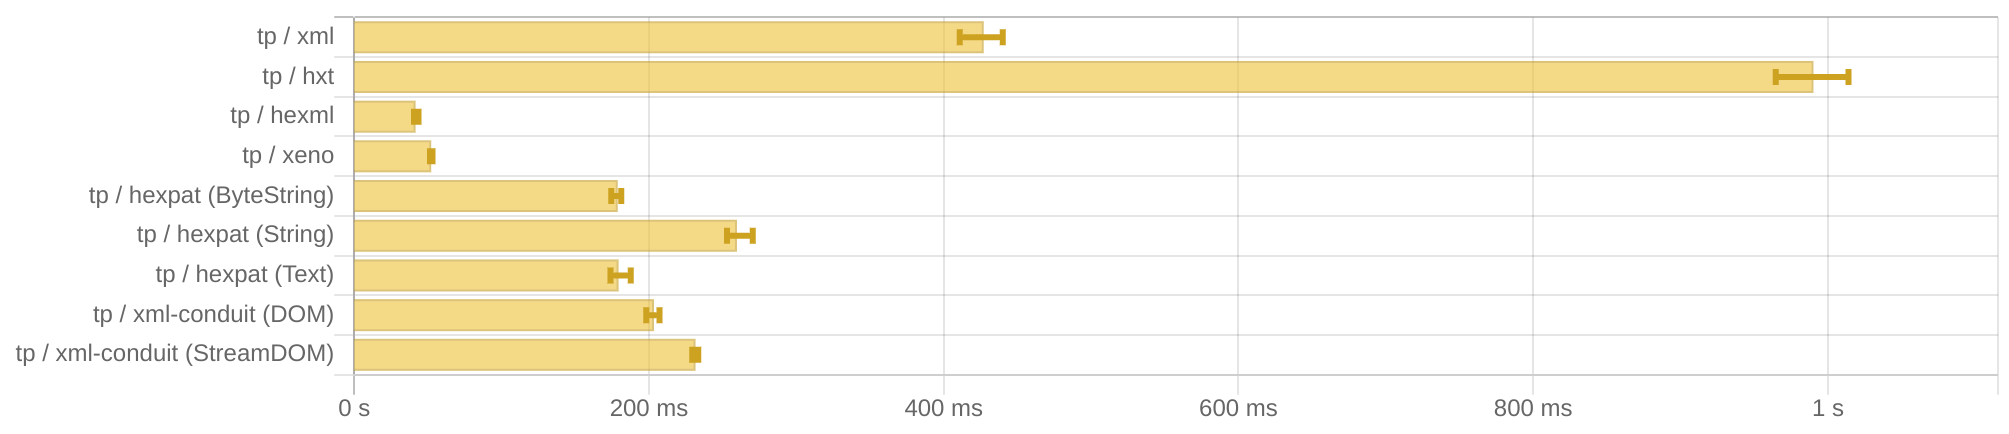 tp / xml
tp / hxt
tp / hexml
tp / xeno
tp / hexpat (ByteString)
tp / hexpat (String)
tp / hexpat (Text)
tp / xml-conduit (DOM)
tp / xml-conduit (StreamDOM)
0 s 200 ms 400 ms 600 ms 800 ms 1 s